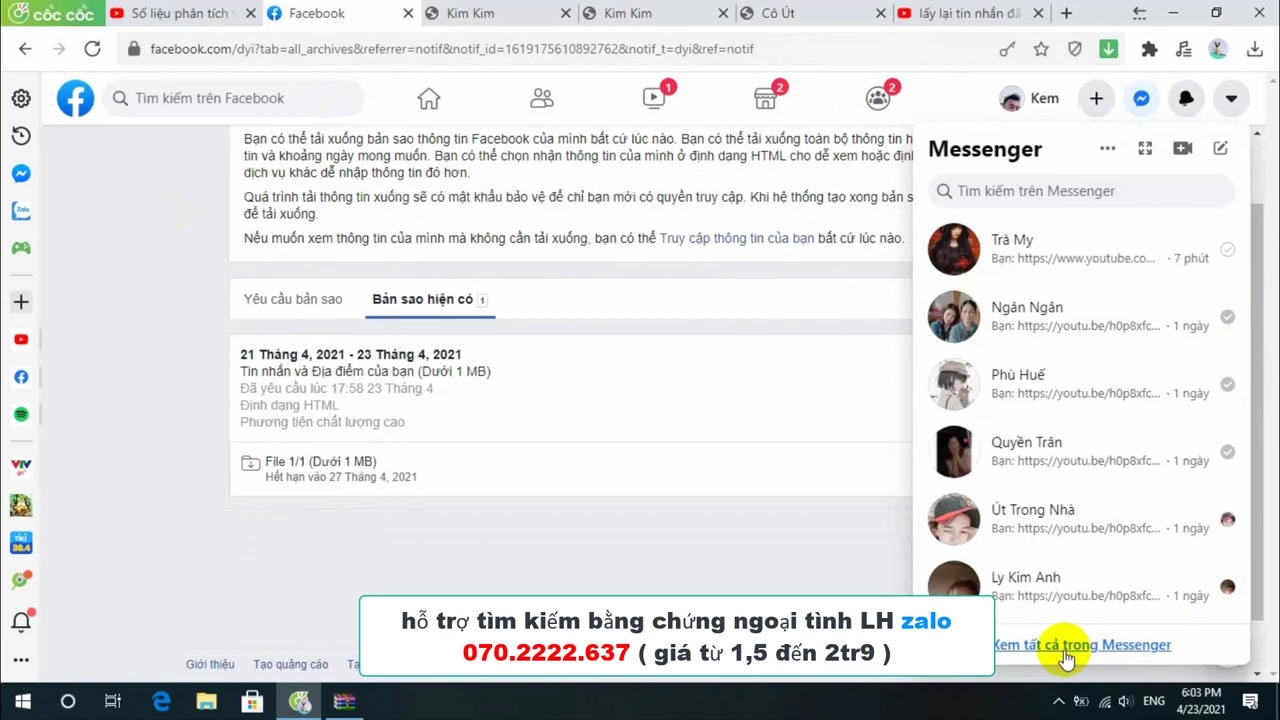 cốc cốc
Số liệu phân tích
Facebook
Kim Kim
Kim Kim
Cô Út
lấy lại tin nhắn đã
facebook.com/dyi?tab=all_archives&referrer=notif&notif_id=1619175610892762&notif_t=dyi&ref=notif
Tìm kiếm trên Facebook
1
2
2
Kem
Bạn có thể tải xuống bản sao thông tin Facebook của mình bất cứ lúc nào. Bạn có thể tải xuống toàn bộ thông tin h
tin và khoảng ngày mong muốn. Bạn có thể chọn nhận thông tin của mình ở định dạng HTML cho dễ xem hoặc địn
dịch vụ khác dễ nhập thông tin đó hơn.
Quá trình tải thông tin xuống sẽ có mật khẩu bảo vệ để chỉ bạn mới có quyền truy cập. Khi hệ thống tạo xong bản s
để tải xuống.
Nếu muốn xem thông tin của mình mà không cần tải xuống, bạn có thể Truy cập thông tin của bạn bất cứ lúc nào.
Yêu cầu bản sao
Bản sao hiện có 1
21 Tháng 4, 2021 - 23 Tháng 4, 2021
Tin nhắn và Địa điểm của bạn (Dưới 1 MB)
Đã yêu cầu lúc 17:58 23 Tháng 4
Định dạng HTML
Phương tiện chất lượng cao
File 1/1 (Dưới 1 MB)
Hết hạn vào 27 Tháng 4, 2021
Giới thiệu
Tạo quảng cáo
Messenger
Tìm kiếm trên Messenger
Trà My
Bạn: https://www.youtube.co... · 7 phút
Ngân Ngân
Bạn: https://youtu.be/h0p8xfc... · 1 ngày
Phù Huế
Bạn: https://youtu.be/h0p8xfc... · 1 ngày
Quyền Trân
Bạn: https://youtu.be/h0p8xfc... · 1 ngày
Út Trong Nhà
Bạn: https://youtu.be/h0p8xfc... · 1 ngày
Ly Kim Anh
Bạn: https://youtu.be/h0p8xfc... · 1 ngày
Xem tất cả trong Messenger
hỗ trợ tìm kiếm bằng chứng ngoại tình LH zalo
070.2222.637 ( giá từ 1,5 đến 2tr9 )
Zalo
VTV
go
TIKI
30.4
ENG
6:03 PM
4/23/2021